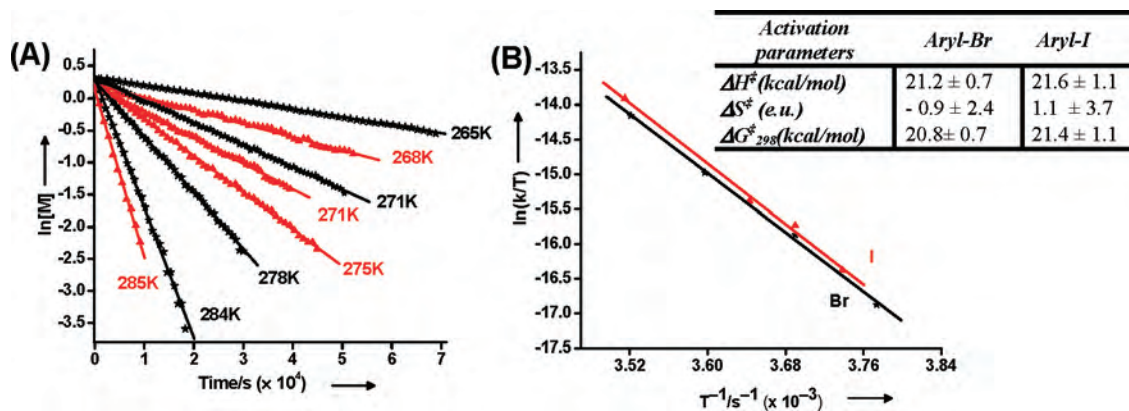 (A)
0.5
0.0
-0.5
-1.0
-1.5
-2.0
-2.5
-3.0
-3.5
ln[M]
265K
268K
271K
271K
275K
278K
284K
285K
0 1 2 3 4 5 6 7
Time/s (× 10⁴)
(B)
-13.5
-14.0
-14.5
-15.0
-15.5
-16.0
-16.5
-17.0
-17.5
ln(k/T)
I
Br
3.52 3.60 3.68 3.76 3.84
T⁻¹/s⁻¹ (× 10⁻³)
Activation parameters Aryl-Br Aryl-I
ΔH‡(kcal/mol) 21.2 ± 0.7 21.6 ± 1.1
ΔS‡ (e.u.) - 0.9 ± 2.4 1.1 ± 3.7
ΔG‡₂₉₈(kcal/mol) 20.8± 0.7 21.4 ± 1.1